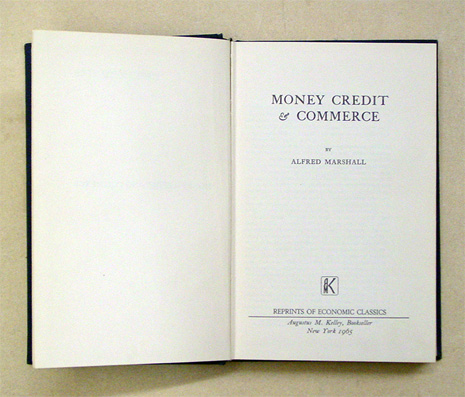 MONEY CREDIT
& COMMERCE
BY
ALFRED MARSHALL
K
REPRINTS OF ECONOMIC CLASSICS
Augustus M. Kelley, Bookseller
New York 1965